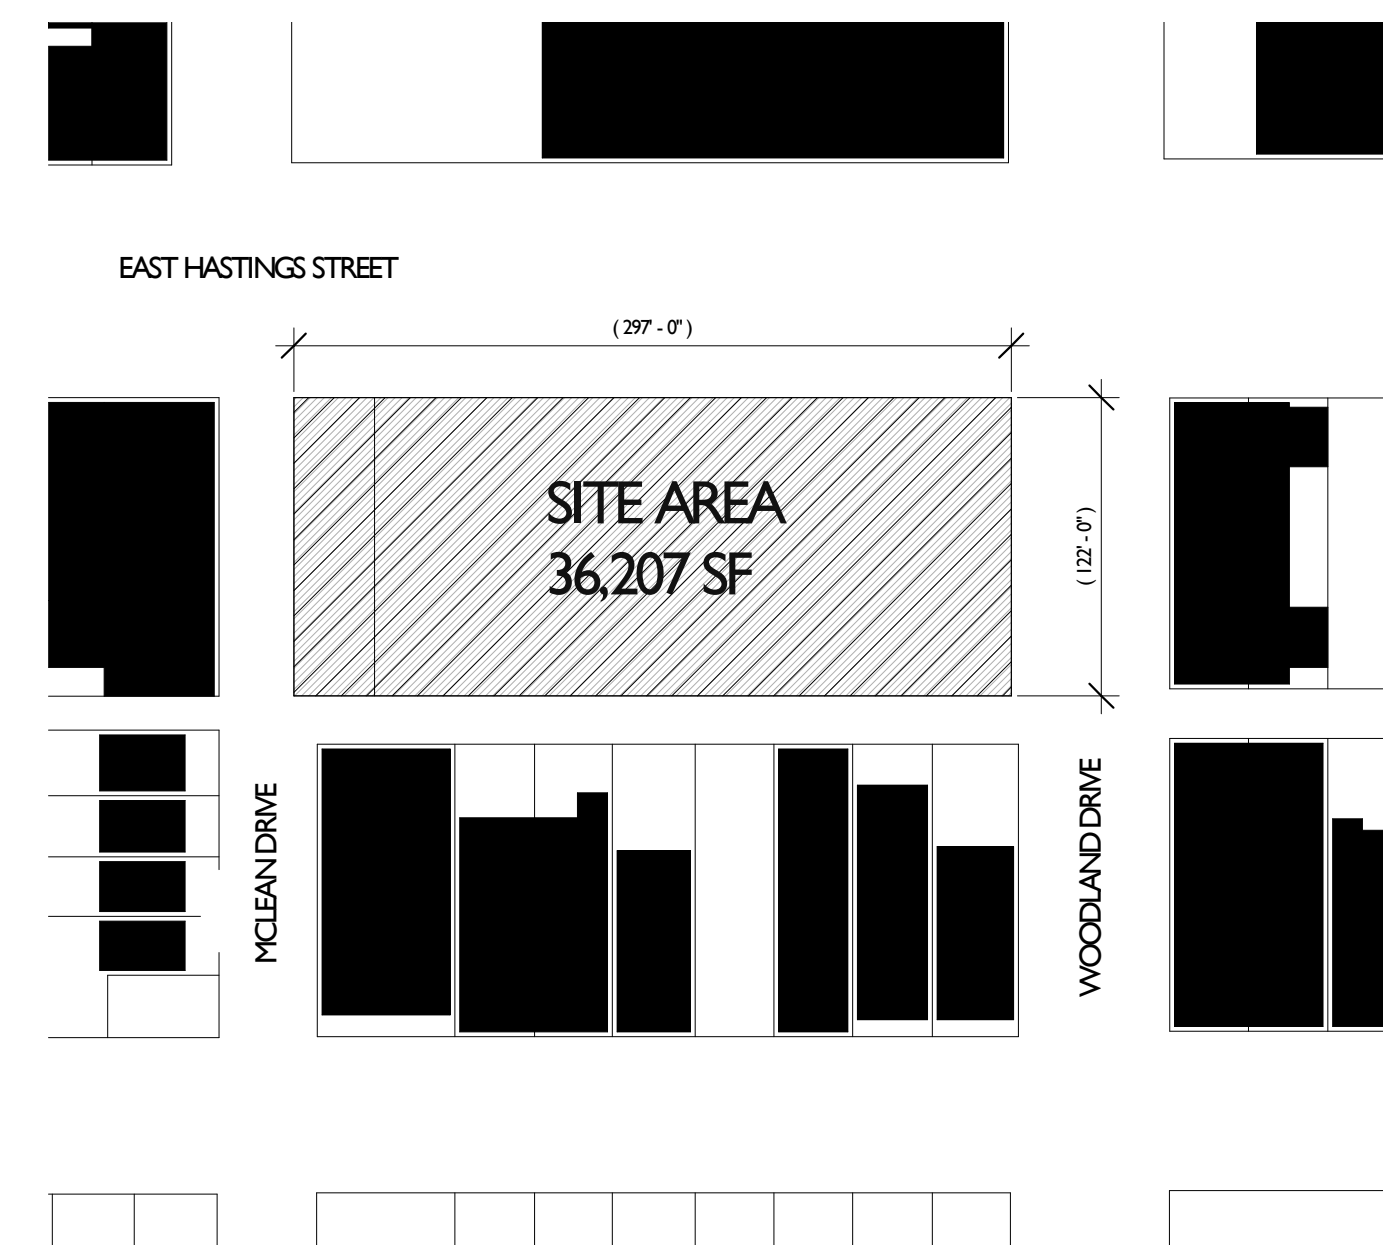 EAST HASTINGS STREET
( 297' - 0" )
SITE AREA
36,207 SF
( 122' - 0" )
MCLEAN DRIVE
WOODLAND DRIVE